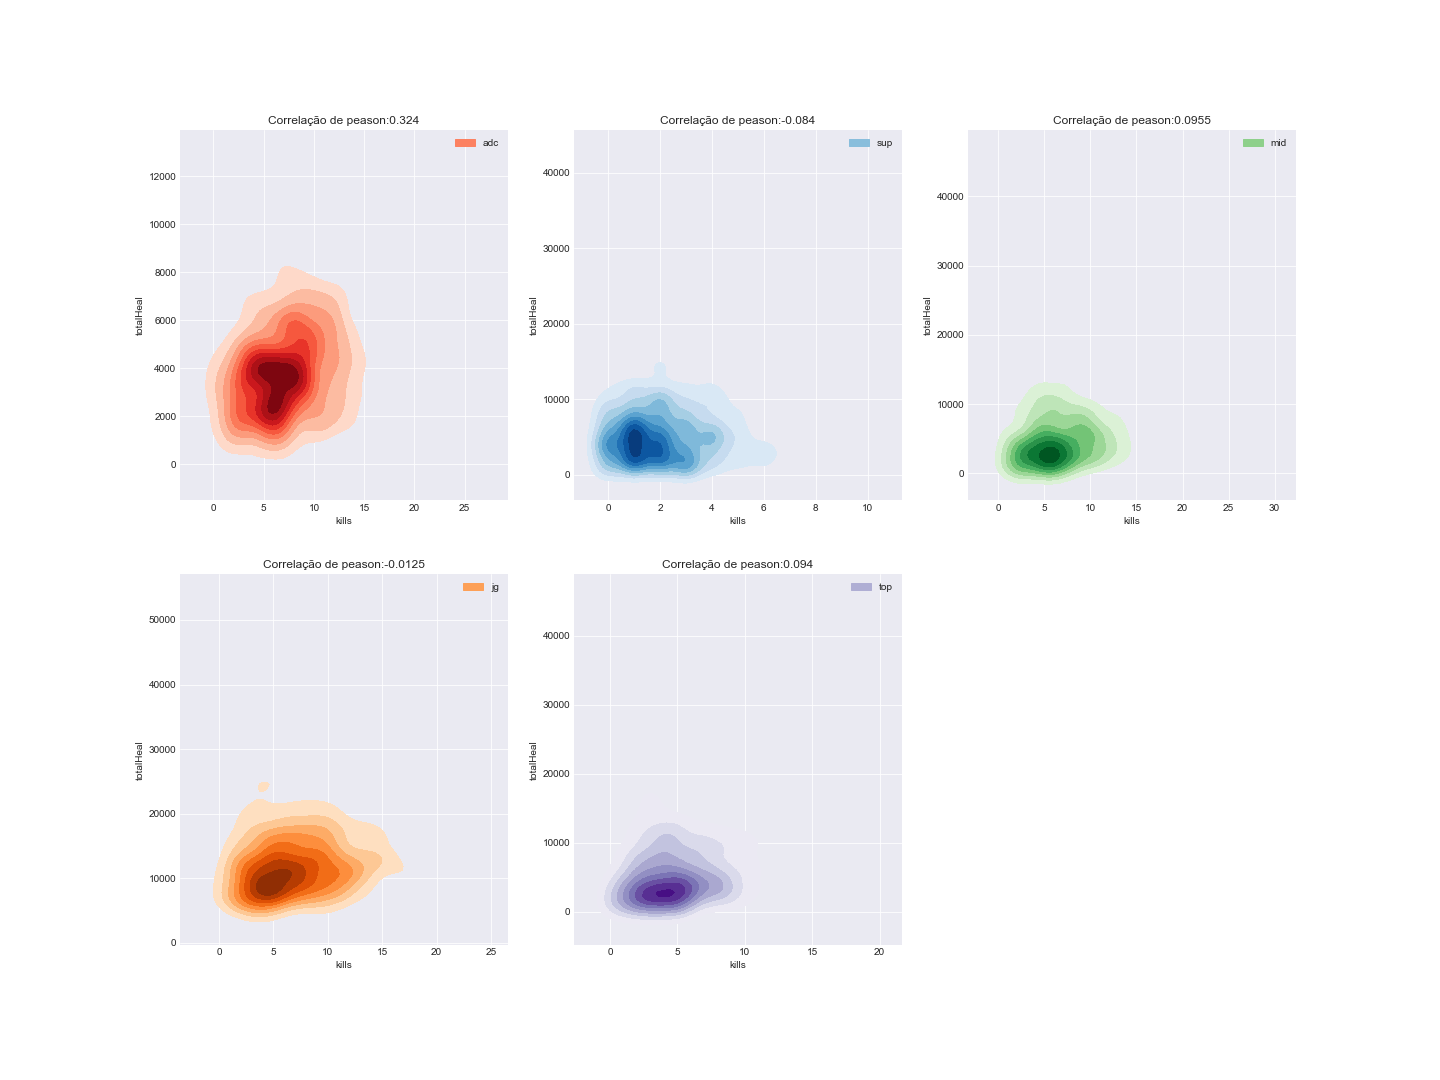 Correlação de peason:0.324
adc
12000
10000
8000
6000
4000
2000
0
totalHeal
0 5 10 15 20 25
kills
Correlação de peason:-0.084
sup
40000
30000
20000
10000
0
totalHeal
0 2 4 6 8 10
kills
Correlação de peason:0.0955
mid
40000
30000
20000
10000
0
totalHeal
0 5 10 15 20 25 30
kills
Correlação de peason:-0.0125
jg
50000
40000
30000
20000
10000
0
totalHeal
0 5 10 15 20 25
kills
Correlação de peason:0.094
top
40000
30000
20000
10000
0
totalHeal
0 5 10 15 20
kills